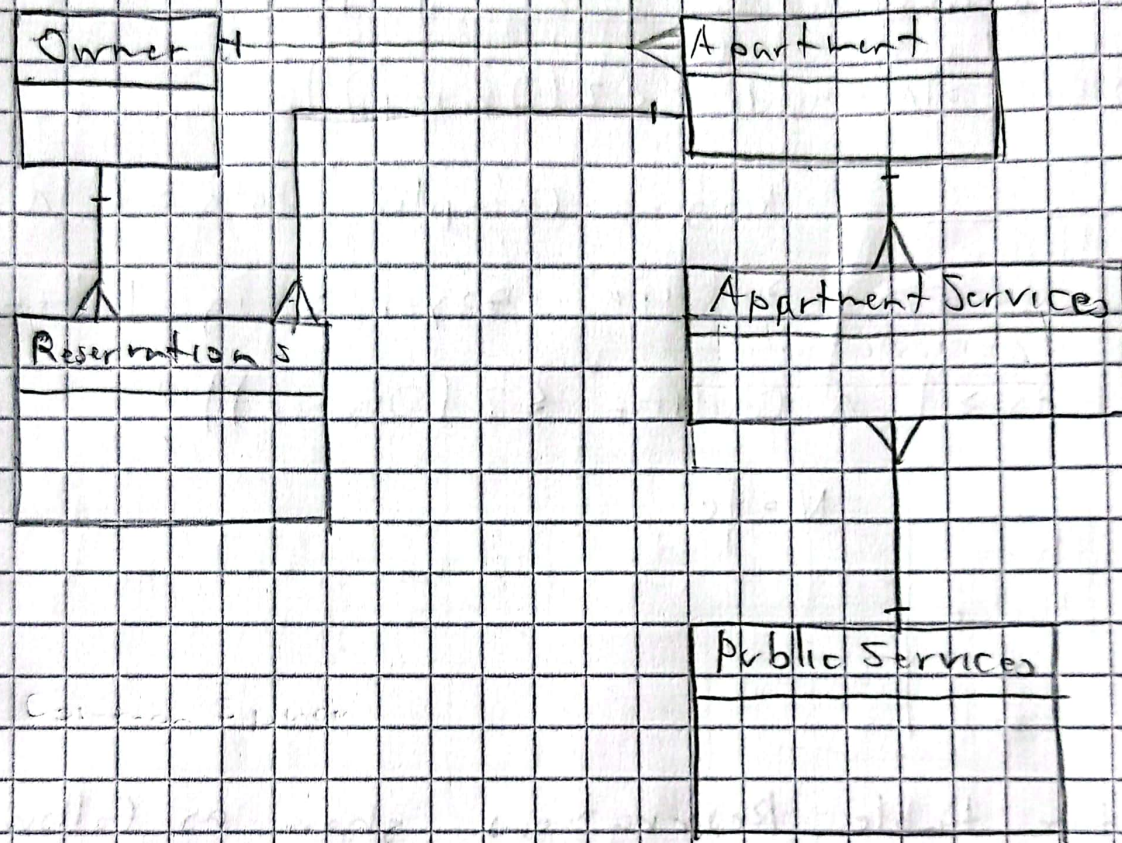 Owner
Apartment
Reservations
Apartment Services
Public Services